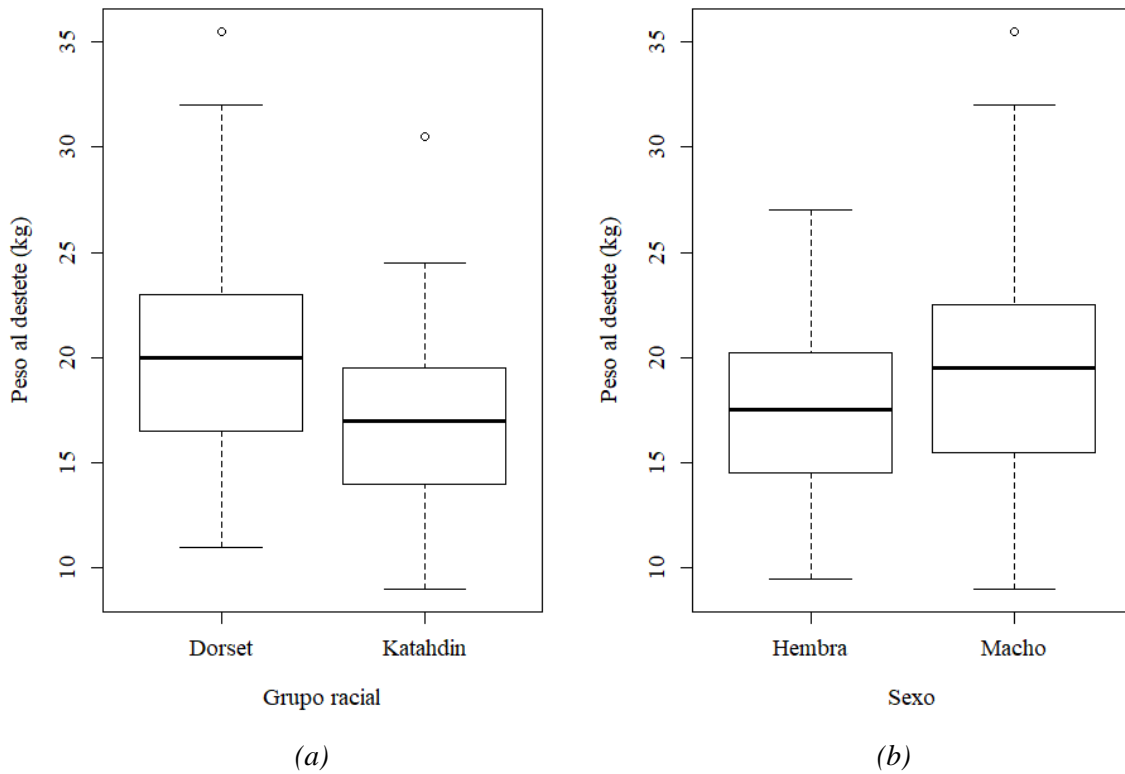 Peso al destete (kg)
35
30
25
20
15
10
Dorset Katahdin
Grupo racial
(a)
Peso al destete (kg)
35
30
25
20
15
10
Hembra Macho
Sexo
(b)